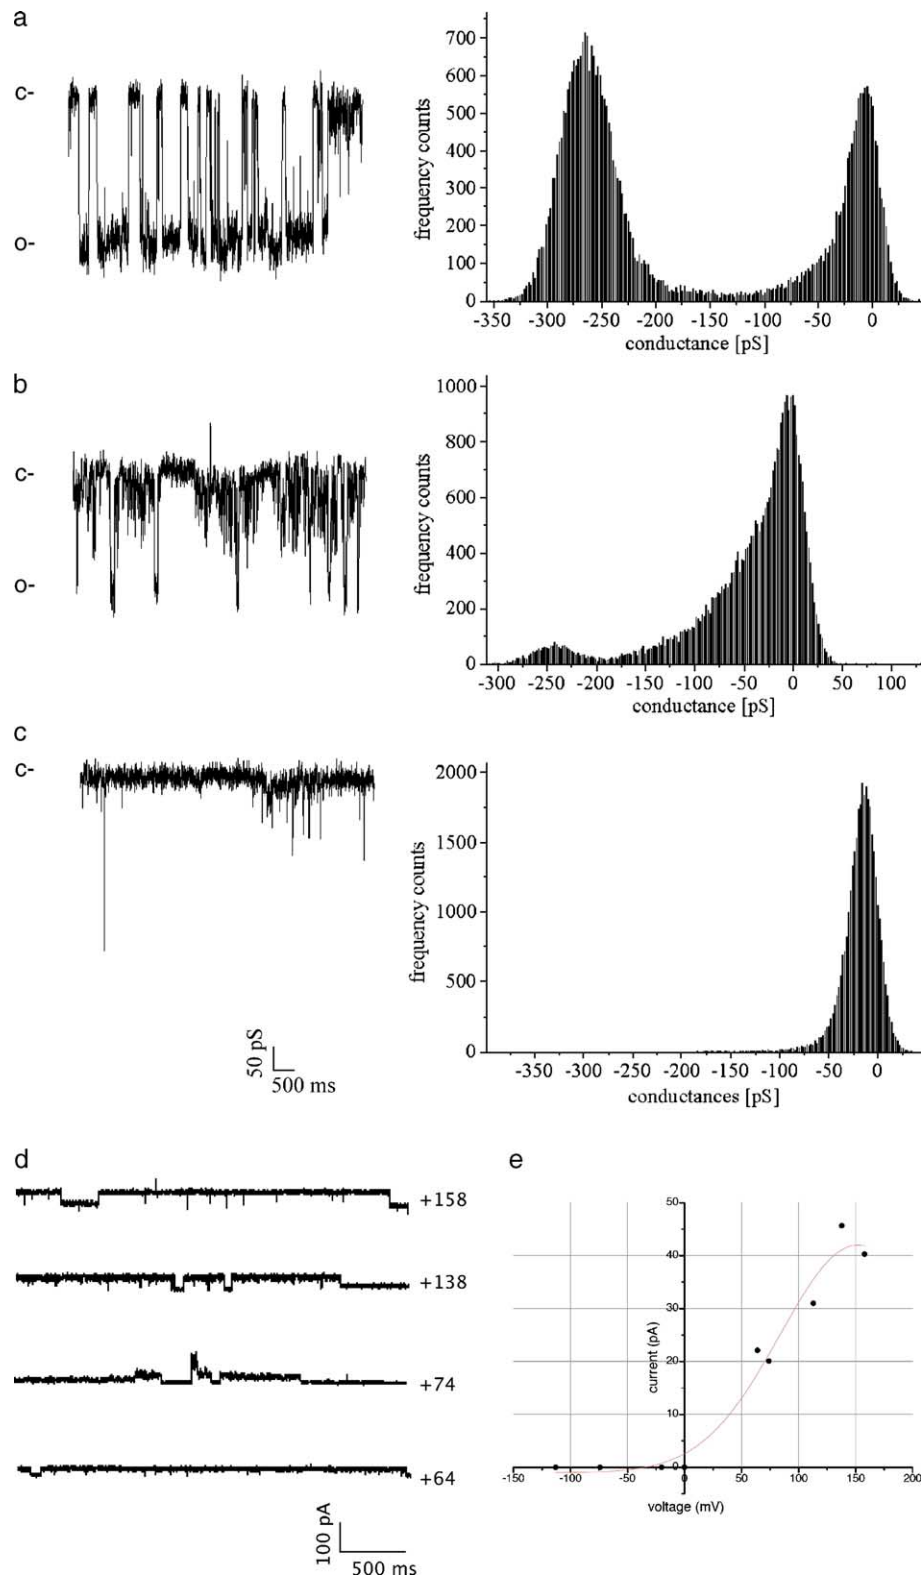 a
c-
o-
frequency counts
700
600
500
400
300
200
100
0
-350 -300 -250 -200 -150 -100 -50 0
conductance [pS]
b
c-
o-
frequency counts
1000
800
600
400
200
0
-300 -250 -200 -150 -100 -50 0 50 100
conductance [pS]
c
c-
50 pS
500 ms
frequency counts
2000
1500
1000
500
0
-350 -300 -250 -200 -150 -100 -50 0
conductances [pS]
d
+158
+138
+74
+64
100 pA
500 ms
e
current (pA)
50
40
30
20
10
0
-150 -100 -50 0 50 100 150 200
voltage (mV)